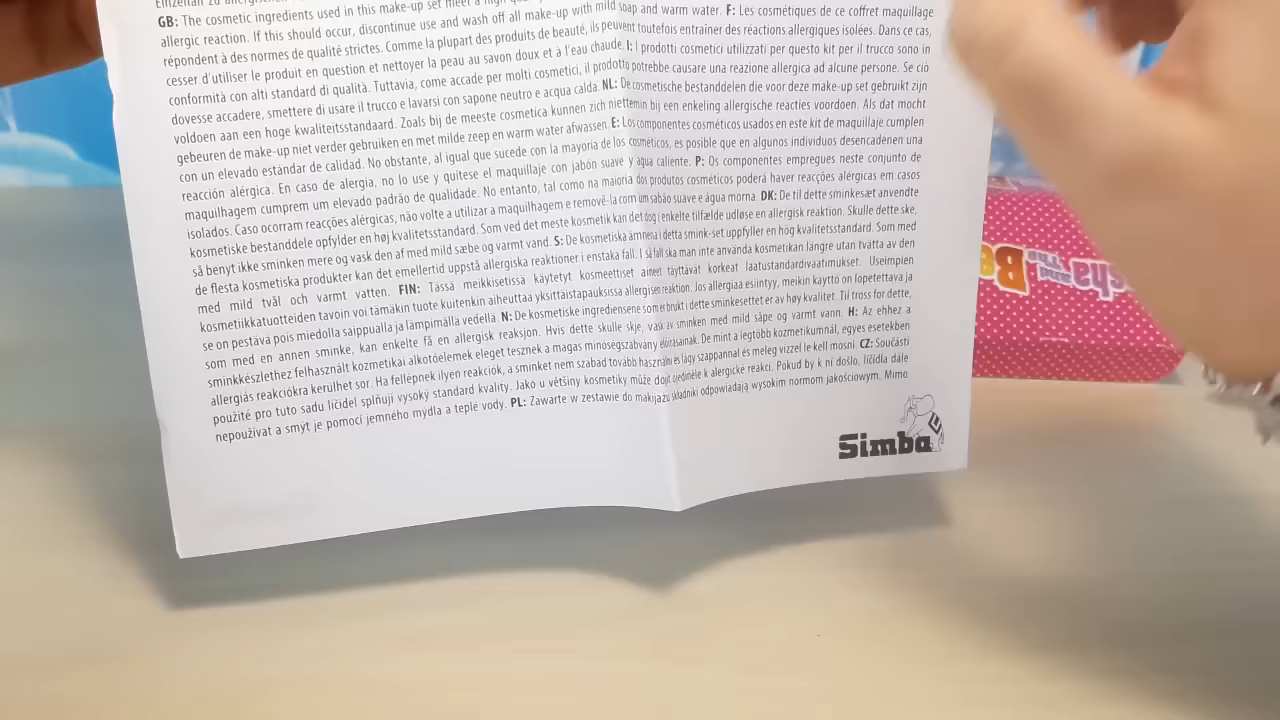 Einzelfall zu allergischen
GB: The cosmetic ingredients used in this make-up set meet a high
allergic reaction. If this should occur, discontinue use and wash off all make-up with mild soap and warm water. F: Les cosmétiques de ce coffret maquillage
répondent à des normes de qualité strictes. Comme la plupart des produits de beauté, ils peuvent toutefois entraîner des réactions allergiques isolées. Dans ce cas,
cesser d'utiliser le produit en question et nettoyer la peau au savon doux et à l'eau chaude. I: I prodotti cosmetici utilizzati per questo kit per il trucco sono in
conformità con alti standard di qualità. Tuttavia, come accade per molti cosmetici, il prodotto potrebbe causare una reazione allergica ad alcune persone. Se ciò
dovesse accadere, smettere di usare il trucco e lavarsi con sapone neutro e acqua calda. NL: De cosmetische bestanddelen die voor deze make-up set gebruikt zijn
voldoen aan een hoge kwaliteitsstandaard. Zoals bij de meeste cosmetica kunnen zich niettemin bij een enkeling allergische reacties voordoen. Als dat mocht
gebeuren de make-up niet verder gebruiken en met milde zeep en warm water afwassen. E: Los componentes cosméticos usados en este kit de maquillaje cumplen
con un elevado estándar de calidad. No obstante, al igual que sucede con la mayoría de los cosméticos, es posible que en algunos individuos desencadenen una
reacción alérgica. En caso de alergia, no lo use y quítese el maquillaje con jabón suave y agua caliente. P: Os componentes empregues neste conjunto de
maquilhagem cumprem um elevado padrão de qualidade. No entanto, tal como na maioria dos produtos cosméticos poderá haver reacções alérgicas em casos
isolados. Caso ocorram reacções alérgicas, não volte a utilizar a maquilhagem e removê-la com um sabão suave e água morna. DK: De til dette sminkesæt anvendte
kosmetiske bestanddele opfylder en høj kvalitetsstandard. Som ved det meste kosmetik kan det dog i enkelte tilfælde udløse en allergisk reaktion. Skulle dette ske,
så benyt ikke sminken mere og vask den af med mild sæbe og varmt vand. S: De kosmetiska ämnena i detta smink-set uppfyller en hög kvalitetsstandard. Som med
de flesta kosmetiska produkter kan det emellertid uppstå allergiska reaktioner i enstaka fall. I så fall ska man inte använda kosmetikan längre utan tvätta av den
med mild tvål och varmt vatten. FIN: Tässä meikkisetissä käytetyt kosmeettiset aineet täyttävät korkeat laatustandardivaatimukset. Useimpien
kosmetiikkatuotteiden tavoin voi tämäkin tuote kuitenkin aiheuttaa yksittäistapauksissa allergisen reaktion. Jos allergiaa esiintyy, meikin käyttö on lopetettava ja
se on pestävä pois miedolla saippualla ja lämpimällä vedellä. N: De kosmetiske ingrediensene som er brukt i dette sminkesettet er av høy kvalitet. Til tross for dette,
som med en annen sminke, kan enkelte få en allergisk reaksjon. Hvis dette skulle skje, vask av sminken med mild såpe og varmt vann. H: Az ehhez a
sminkkészlethez felhasznált kozmetikai alkotóelemek eleget tesznek a magas minőségszabvány előírásainak. De mint a legtöbb kozmetikumnál, egyes esetekben
allergiás reakciókra kerülhet sor. Ha fellépnek ilyen reakciók, a sminket nem szabad tovább használni és lágy szappannal és meleg vízzel le kell mosni. CZ: Součásti
použité pro tuto sadu líčidel splňují vysoký standard kvality. Jako u většiny kosmetiky může dojít ojediněle k alergické reakci. Pokud by k ní došlo, líčidla dále
nepoužívat a smýt je pomocí jemného mýdla a teplé vody. PL: Zawarte w zestawie do makijażu składniki odpowiadają wysokim normom jakościowym. Mimo
Simba
cha
and The
Be